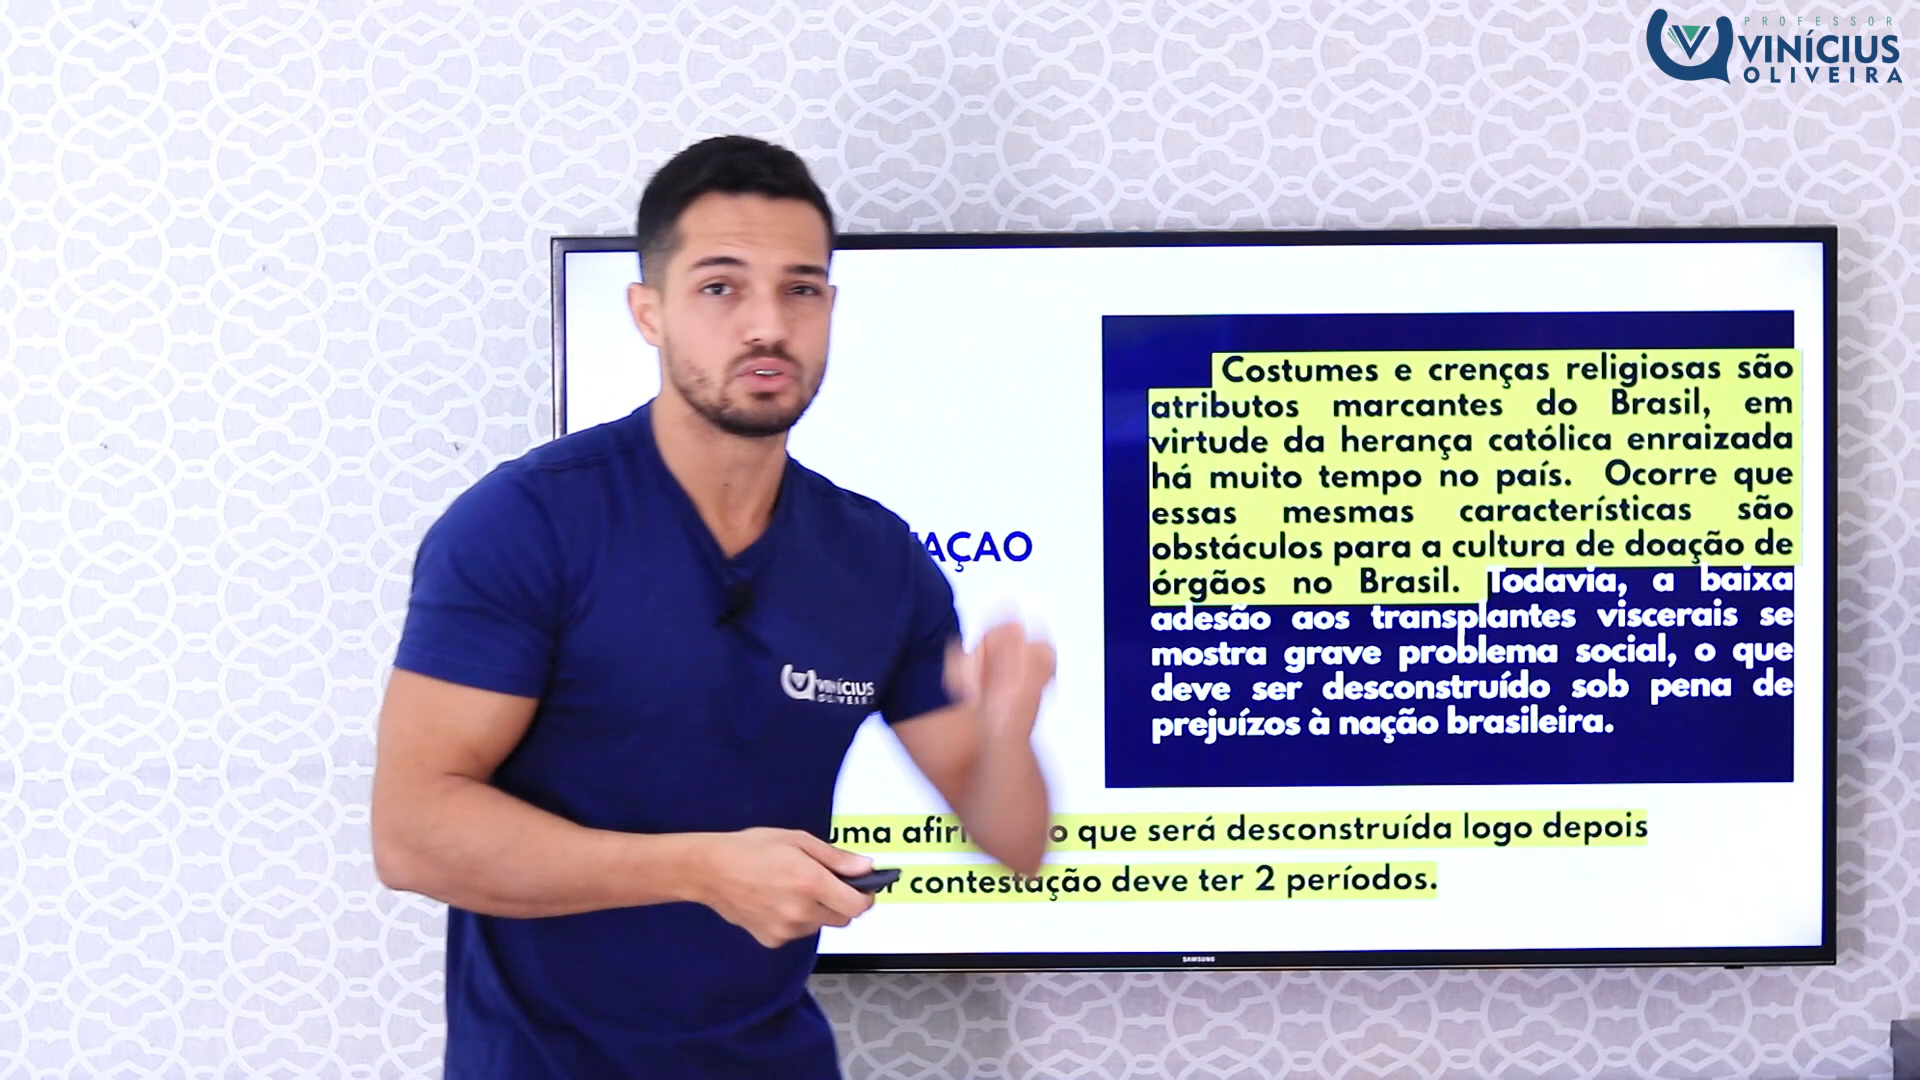 PROFESSOR
VINÍCIUS
OLIVEIRA
Costumes e crenças religiosas são
atributos marcantes do Brasil, em
virtude da herança católica enraizada
há muito tempo no país. Ocorre que
essas mesmas características são
obstáculos para a cultura de doação de
órgãos no Brasil. Todavia, a baixa
adesão aos transplantes viscerais se
mostra grave problema social, o que
deve ser desconstruído sob pena de
prejuízos à nação brasileira.
uma que será desconstruída logo depois
contestação deve ter 2 períodos.
VINÍCIUS
OLIVEIRA
SAMSUNG